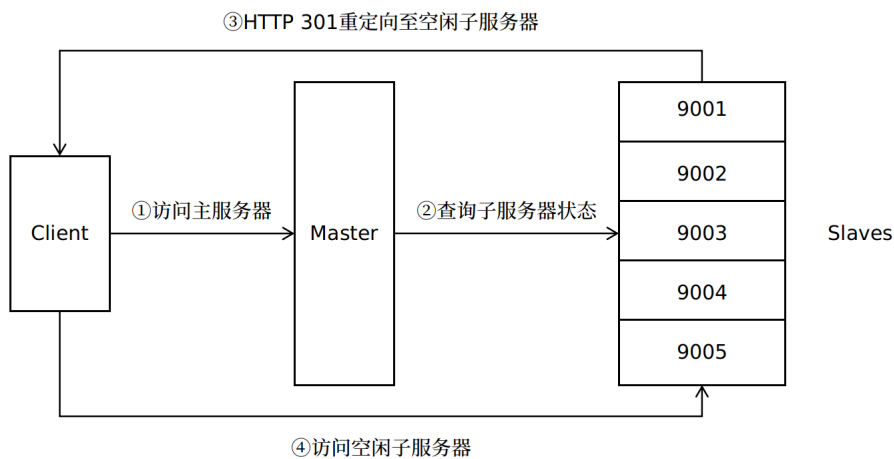 ③HTTP 301重定向至空闲子服务器
9001
9002
①访问主服务器
②查询子服务器状态
Client
Master
9003
Slaves
9004
9005
④访问空闲子服务器